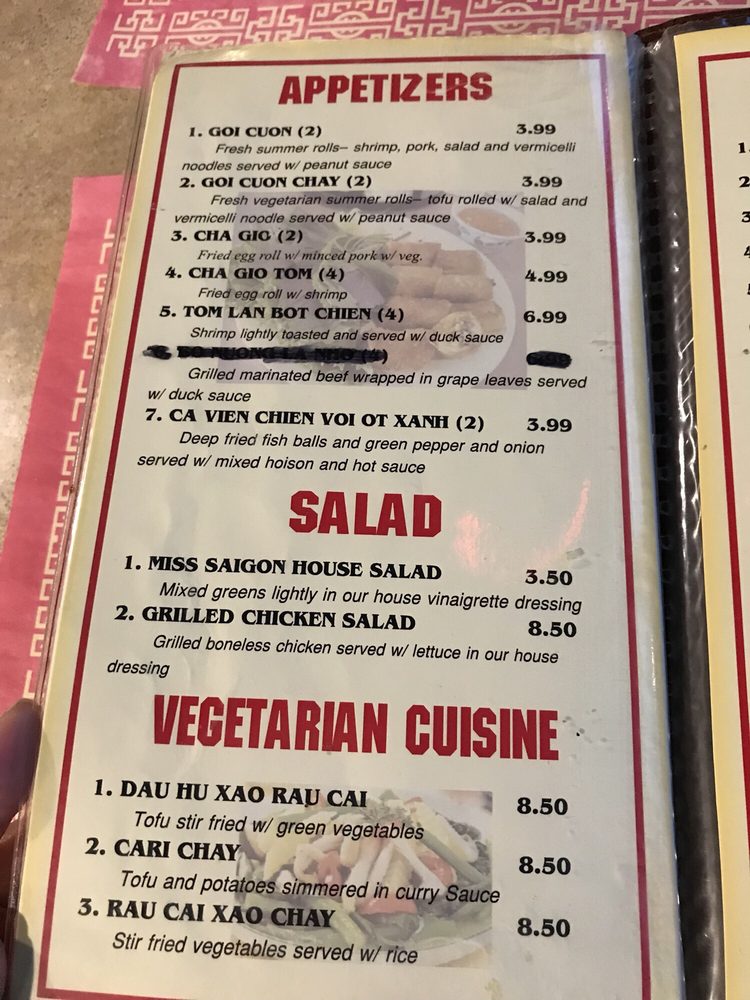 APPETIZERS
1. GOI CUON (2) 3.99
Fresh summer rolls– shrimp, pork, salad and vermicelli
noodles served w/ peanut sauce
2. GOI CUON CHAY (2) 3.99
Fresh vegetarian summer rolls– tofu rolled w/ salad and
vermicelli noodle served w/ peanut sauce
3. CHA GIO (2) 3.99
Fried egg roll w/ minced pork w/ veg.
4. CHA GIO TOM (4) 4.99
Fried egg roll w/ shrimp
5. TOM LAN BOT CHIEN (4) 6.99
Shrimp lightly toasted and served w/ duck sauce
Grilled marinated beef wrapped in grape leaves served
w/ duck sauce
7. CA VIEN CHIEN VOI OT XANH (2) 3.99
Deep fried fish balls and green pepper and onion
served w/ mixed hoison and hot sauce
SALAD
1. MISS SAIGON HOUSE SALAD 3.50
Mixed greens lightly in our house vinaigrette dressing
2. GRILLED CHICKEN SALAD 8.50
Grilled boneless chicken served w/ lettuce in our house
dressing
VEGETARIAN CUISINE
1. DAU HU XAO RAU CAI 8.50
Tofu stir fried w/ green vegetables
2. CARI CHAY 8.50
Tofu and potatoes simmered in curry Sauce
3. RAU CAI XAO CHAY 8.50
Stir fried vegetables served w/ rice
1.
2
3